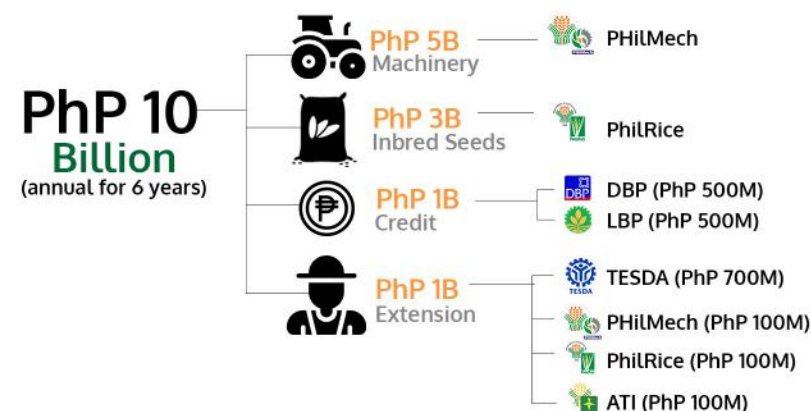 PhP 10
Billion
(annual for 6 years)
PhP 5B
Machinery
PHilMech
PhP 3B
Inbred Seeds
PhilRice
PhP 1B
Credit
DBP
DBP (PhP 500M)
LBP (PhP 500M)
PhP 1B
Extension
TESDA
TESDA (PhP 700M)
PHilMech (PhP 100M)
PhilRice (PhP 100M)
ATI (PhP 100M)